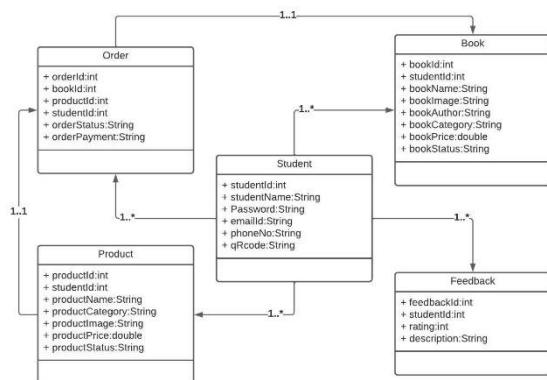 1..1
Order
+ orderId:int
+ bookId:int
+ productId:int
+ studentId:int
+ orderStatus:String
+ orderPayment:String
Book
+ bookId:int
+ studentId:int
+ bookName:String
+ bookImage:String
+ bookAuthor:String
+ bookCategory:String
+ bookPrice:double
+ bookStatus:String
1..*
Student
+ studentId:int
+ studentName:String
+ Password:String
+ emailId:String
+ phoneNo:String
+ qRcode:String
1..1
1..*
1..*
Product
+ productId:int
+ studentId:int
+ productName:String
+ productCategory:String
+ productImage:String
+ productPrice:double
+ productStatus:String
1..*
Feedback
+ feedbackId:int
+ studentId:int
+ rating:int
+ description:String